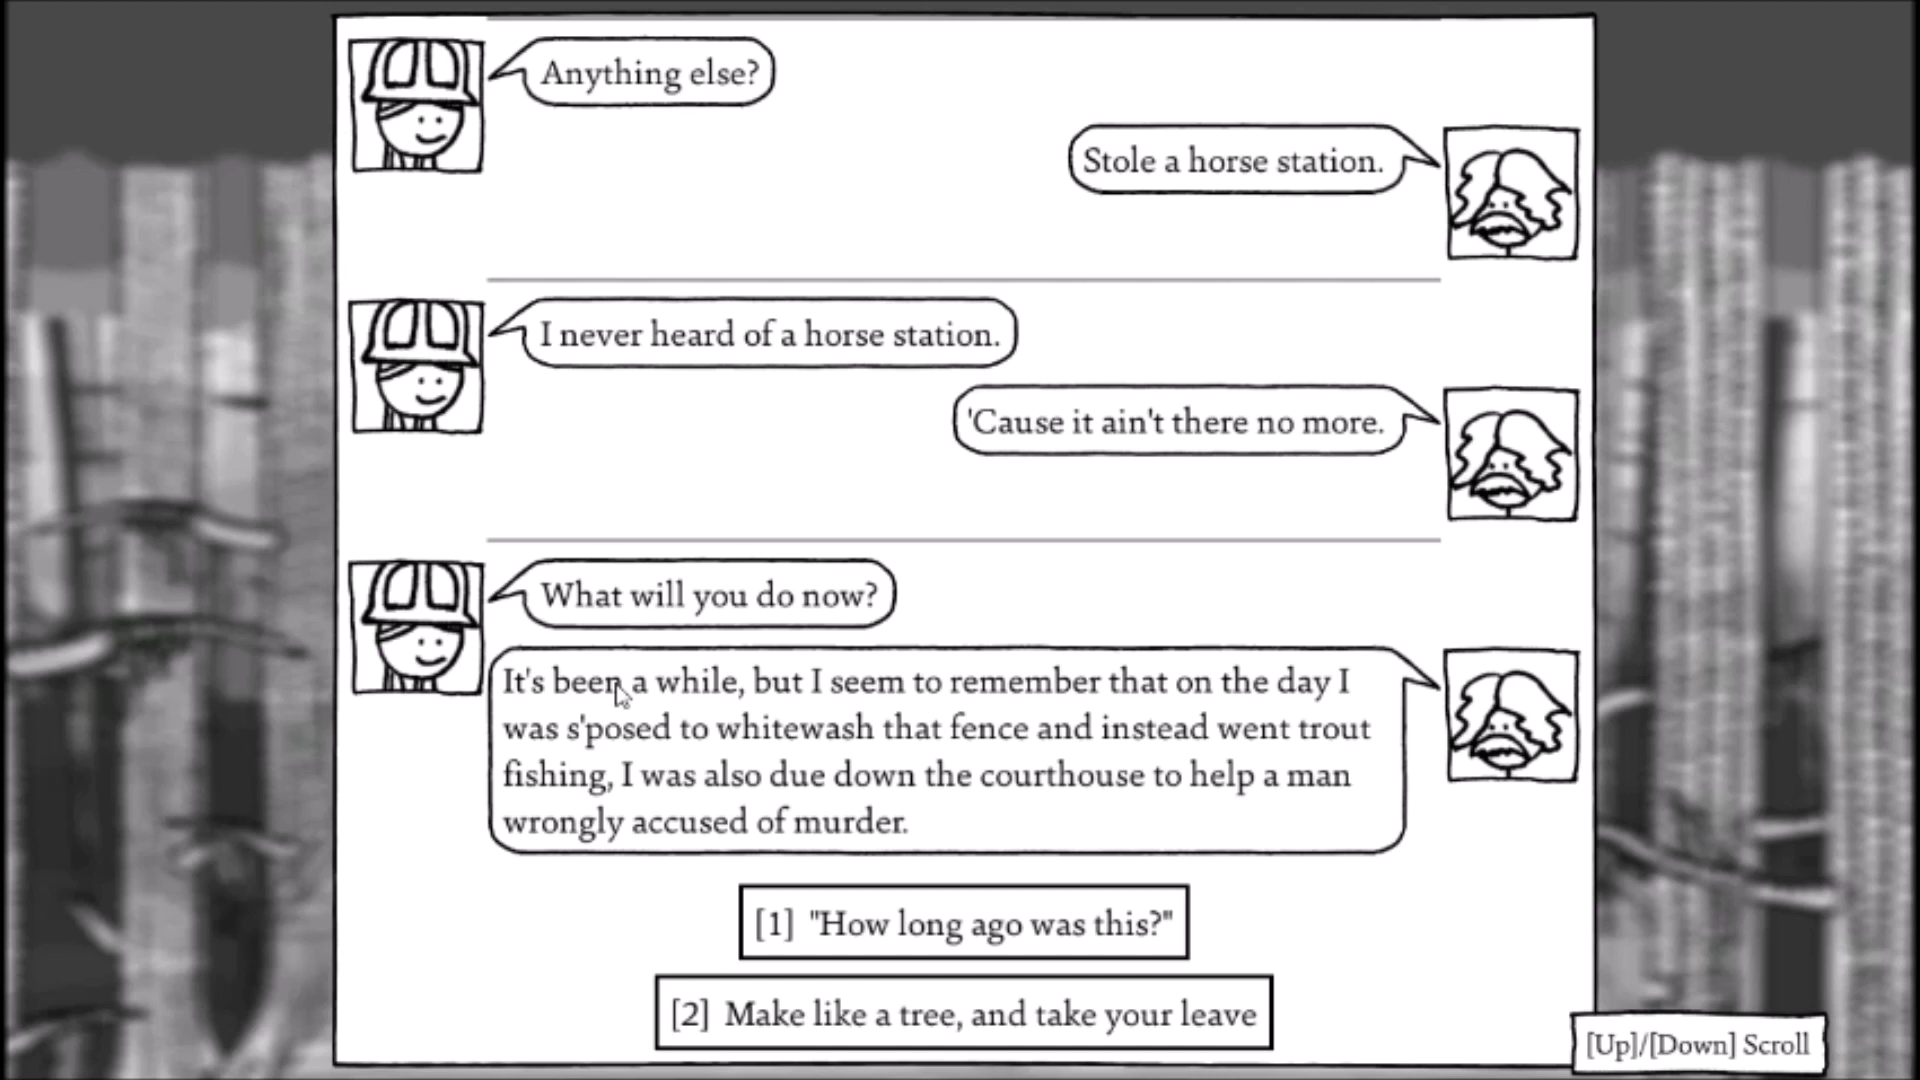 Anything else?
Stole a horse station.
I never heard of a horse station.
'Cause it ain't there no more.
What will you do now?
It's been a while, but I seem to remember that on the day I
was s'posed to whitewash that fence and instead went trout
fishing, I was also due down the courthouse to help a man
wrongly accused of murder.
[1] "How long ago was this?"
[2] Make like a tree, and take your leave
[Up]/[Down] Scroll